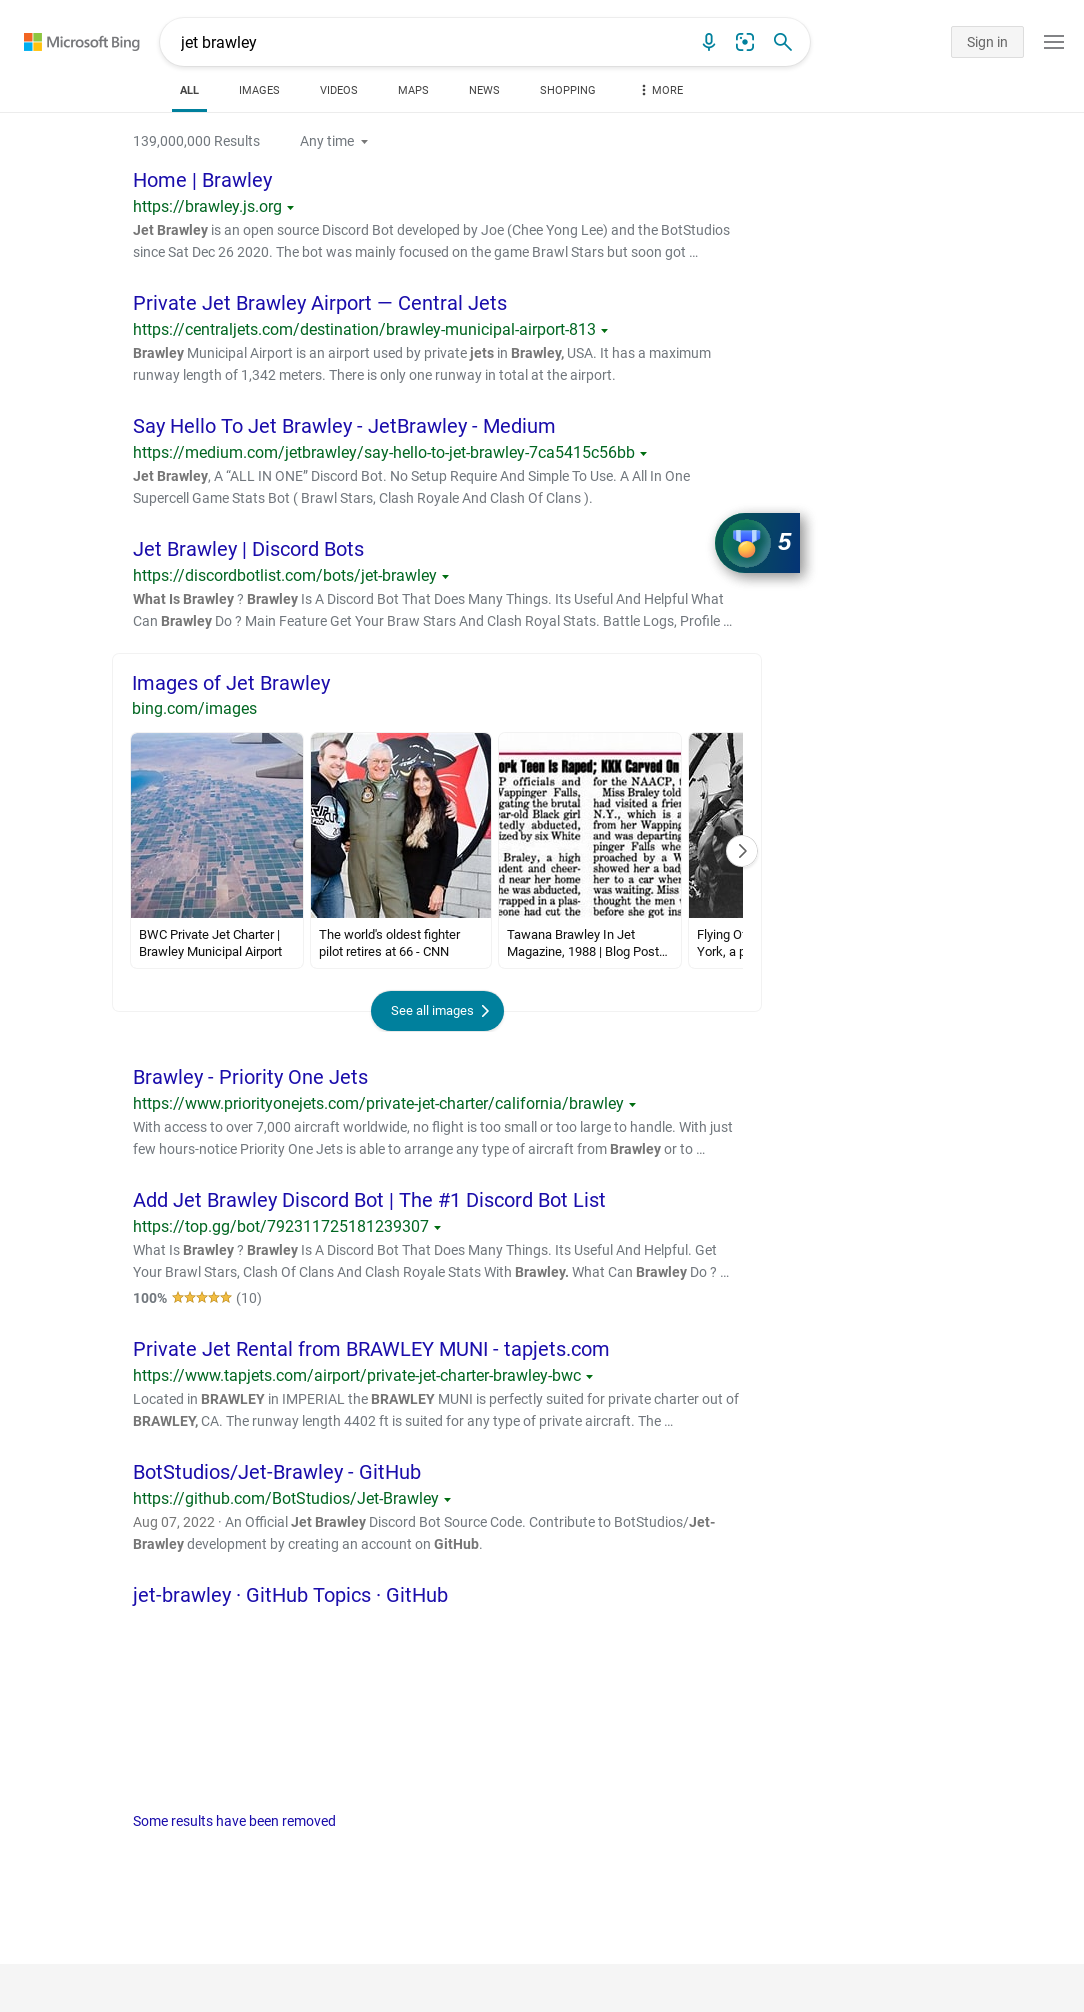 Microsoft Bing
jet brawley
Sign in
ALL IMAGES VIDEOS MAPS NEWS SHOPPING MORE
139,000,000 Results Any time
Home | Brawley
https://brawley.js.org
Jet Brawley is an open source Discord Bot developed by Joe (Chee Yong Lee) and the BotStudios
since Sat Dec 26 2020. The bot was mainly focused on the game Brawl Stars but soon got …
Private Jet Brawley Airport — Central Jets
https://centraljets.com/destination/brawley-municipal-airport-813
Brawley Municipal Airport is an airport used by private jets in Brawley, USA. It has a maximum
runway length of 1,342 meters. There is only one runway in total at the airport.
Say Hello To Jet Brawley - JetBrawley - Medium
https://medium.com/jetbrawley/say-hello-to-jet-brawley-7ca5415c56bb
Jet Brawley, A “ALL IN ONE” Discord Bot. No Setup Require And Simple To Use. A All In One
Supercell Game Stats Bot ( Brawl Stars, Clash Royale And Clash Of Clans ).
5
Jet Brawley | Discord Bots
https://discordbotlist.com/bots/jet-brawley
What Is Brawley ? Brawley Is A Discord Bot That Does Many Things. Its Useful And Helpful What
Can Brawley Do ? Main Feature Get Your Braw Stars And Clash Royal Stats. Battle Logs, Profile …
Images of Jet Brawley
bing.com/images
ork Teen Is Raped; KKK Carved On
P officials and
Wappinger Falls,
gating the brutal
ear-old Black girl
tedly abducted,
ized by six White
Braley, a high
udent and cheer-
d near her home
he was abducted,
wrapped in a plas-
eone had cut the
for the NAACP,
Miss Braley told
had visited a frie
N.Y., which is a
from her Wapping
and was departing
pinger Falls whe
proached by a W
showed her a bad
her to a car when
was waiting. Miss
thought the men
before she got ins
BWC Private Jet Charter |
Brawley Municipal Airport
The world's oldest fighter
pilot retires at 66 - CNN
Tawana Brawley In Jet
Magazine, 1988 | Blog Post…
Flying O
York, a p
See all images
Brawley - Priority One Jets
https://www.priorityonejets.com/private-jet-charter/california/brawley
With access to over 7,000 aircraft worldwide, no flight is too small or too large to handle. With just
few hours-notice Priority One Jets is able to arrange any type of aircraft from Brawley or to …
Add Jet Brawley Discord Bot | The #1 Discord Bot List
https://top.gg/bot/792311725181239307
What Is Brawley ? Brawley Is A Discord Bot That Does Many Things. Its Useful And Helpful. Get
Your Brawl Stars, Clash Of Clans And Clash Royale Stats With Brawley. What Can Brawley Do ? …
100% (10)
Private Jet Rental from BRAWLEY MUNI - tapjets.com
https://www.tapjets.com/airport/private-jet-charter-brawley-bwc
Located in BRAWLEY in IMPERIAL the BRAWLEY MUNI is perfectly suited for private charter out of
BRAWLEY, CA. The runway length 4402 ft is suited for any type of private aircraft. The …
BotStudios/Jet-Brawley - GitHub
https://github.com/BotStudios/Jet-Brawley
Aug 07, 2022 · An Official Jet Brawley Discord Bot Source Code. Contribute to BotStudios/Jet-
Brawley development by creating an account on GitHub.
jet-brawley · GitHub Topics · GitHub
Some results have been removed